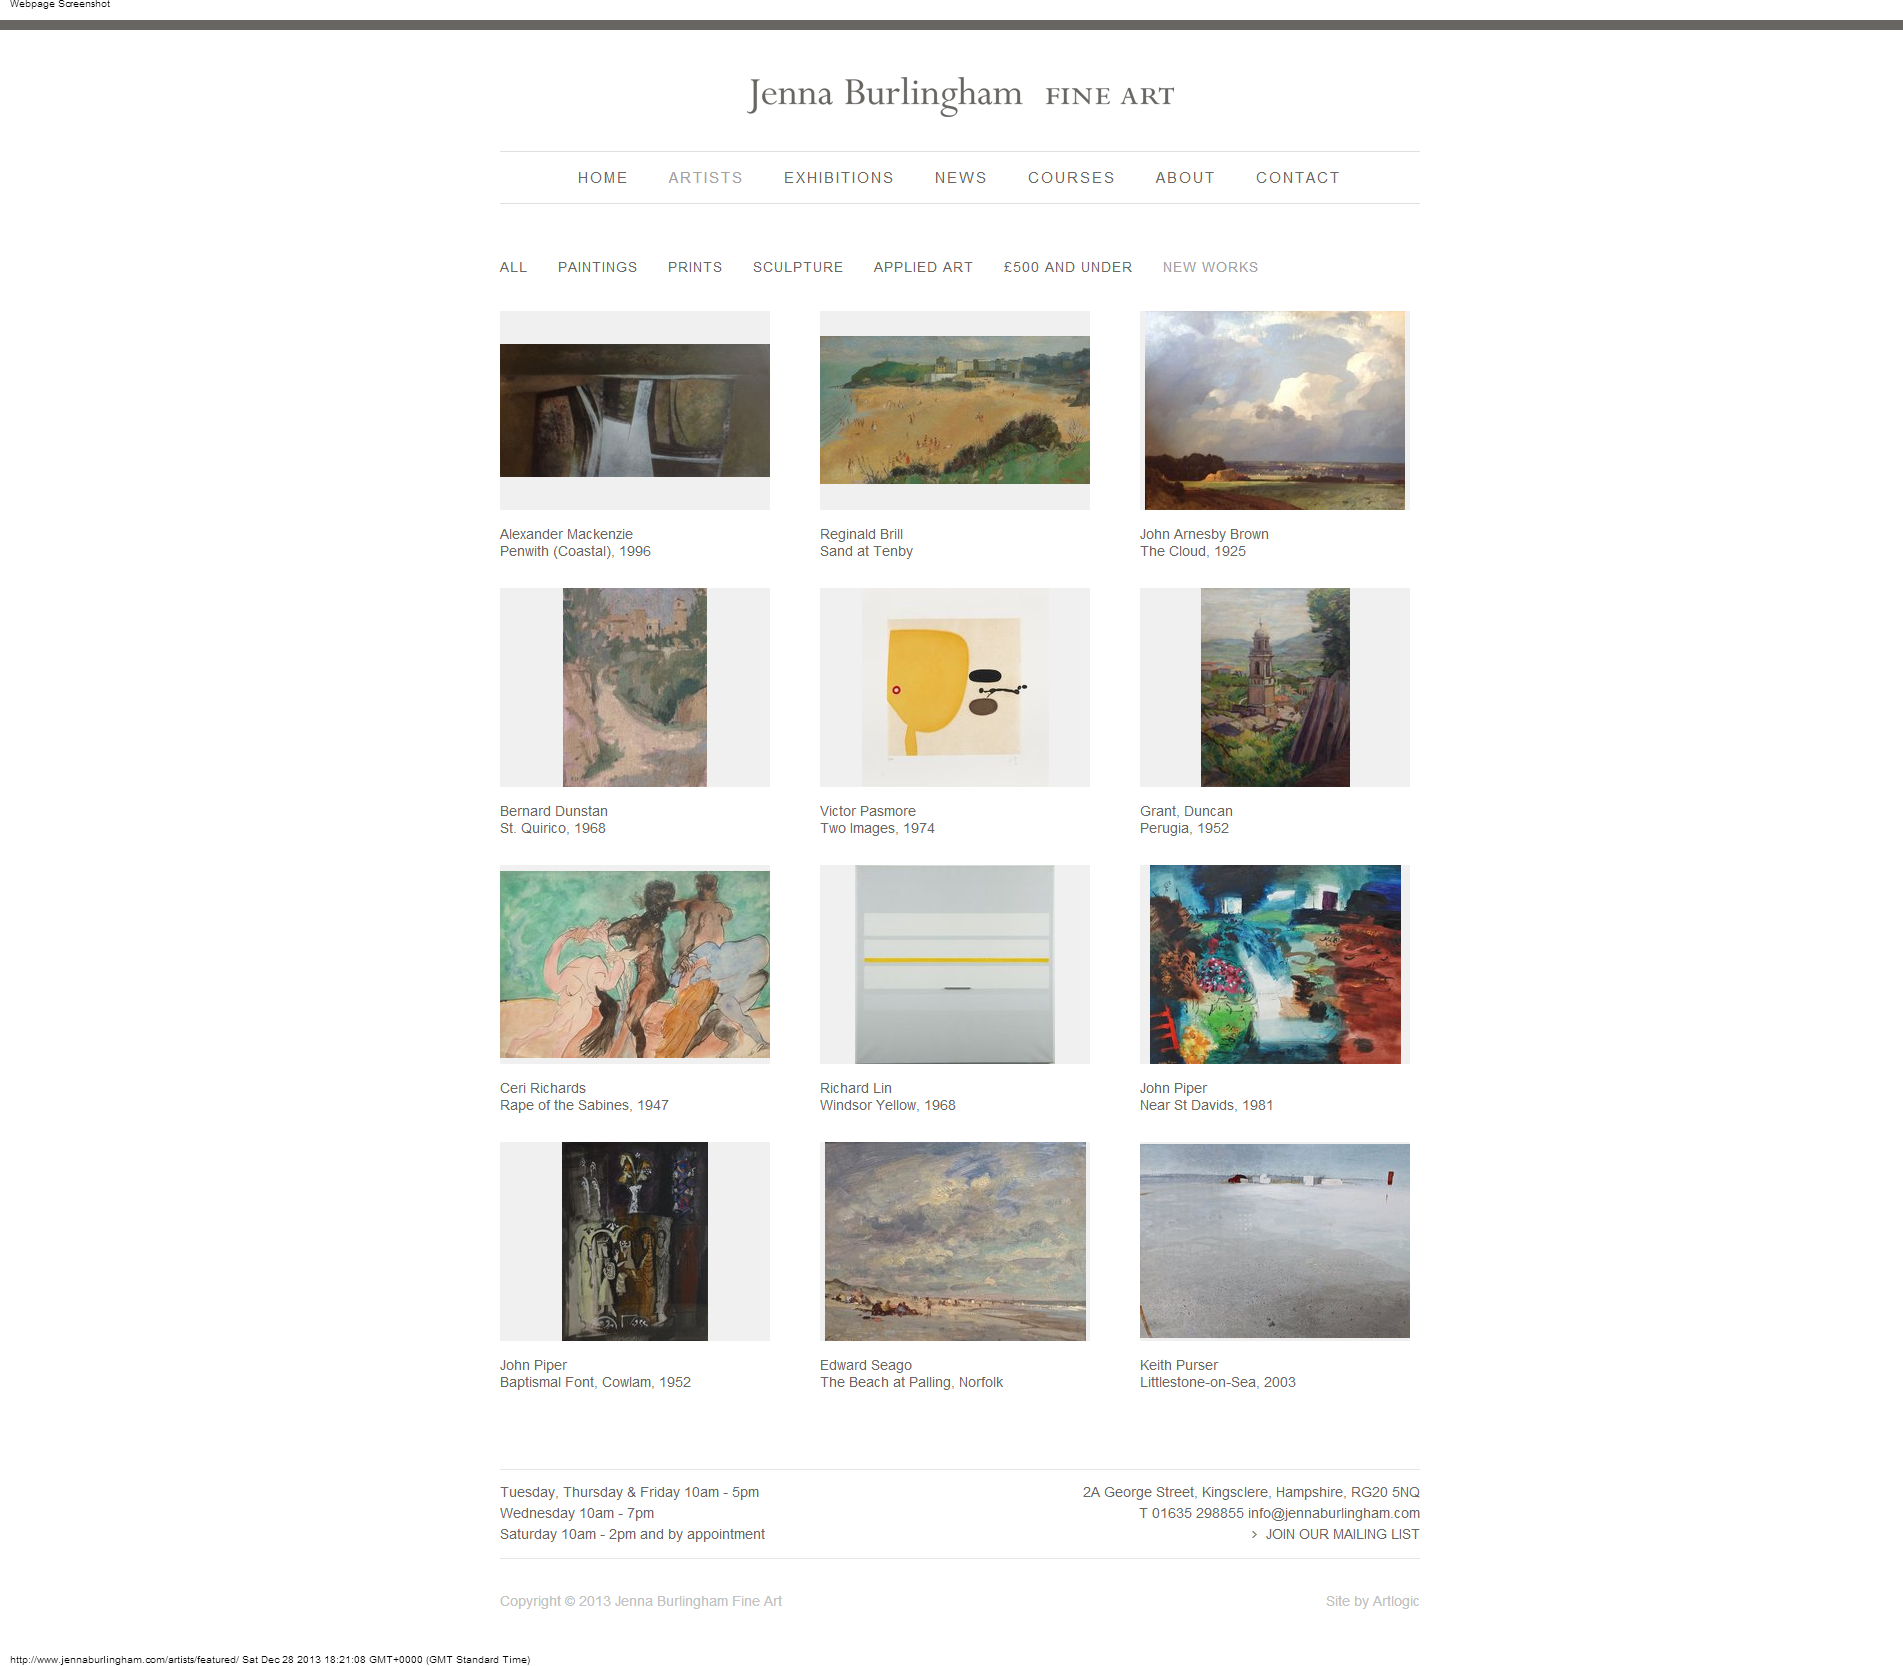 Webpage Screenshot
Jenna Burlingham FINE ART
HOME ARTISTS EXHIBITIONS NEWS COURSES ABOUT CONTACT
ALL PAINTINGS PRINTS SCULPTURE APPLIED ART £500 AND UNDER NEW WORKS
Alexander Mackenzie
Penwith (Coastal), 1996
Reginald Brill
Sand at Tenby
John Arnesby Brown
The Cloud, 1925
Bernard Dunstan
St. Quirico, 1968
Victor Pasmore
Two Images, 1974
Grant, Duncan
Perugia, 1952
Ceri Richards
Rape of the Sabines, 1947
Richard Lin
Windsor Yellow, 1968
John Piper
Near St Davids, 1981
John Piper
Baptismal Font, Cowlam, 1952
Edward Seago
The Beach at Palling, Norfolk
Keith Purser
Littlestone-on-Sea, 2003
Tuesday, Thursday & Friday 10am - 5pm
Wednesday 10am - 7pm
Saturday 10am - 2pm and by appointment
2A George Street, Kingsclere, Hampshire, RG20 5NQ
T 01635 298855 info@jennaburlingham.com
> JOIN OUR MAILING LIST
Copyright © 2013 Jenna Burlingham Fine Art
Site by Artlogic
http://www.jennaburlingham.com/artists/featured/ Sat Dec 28 2013 18:21:08 GMT+0000 (GMT Standard Time)